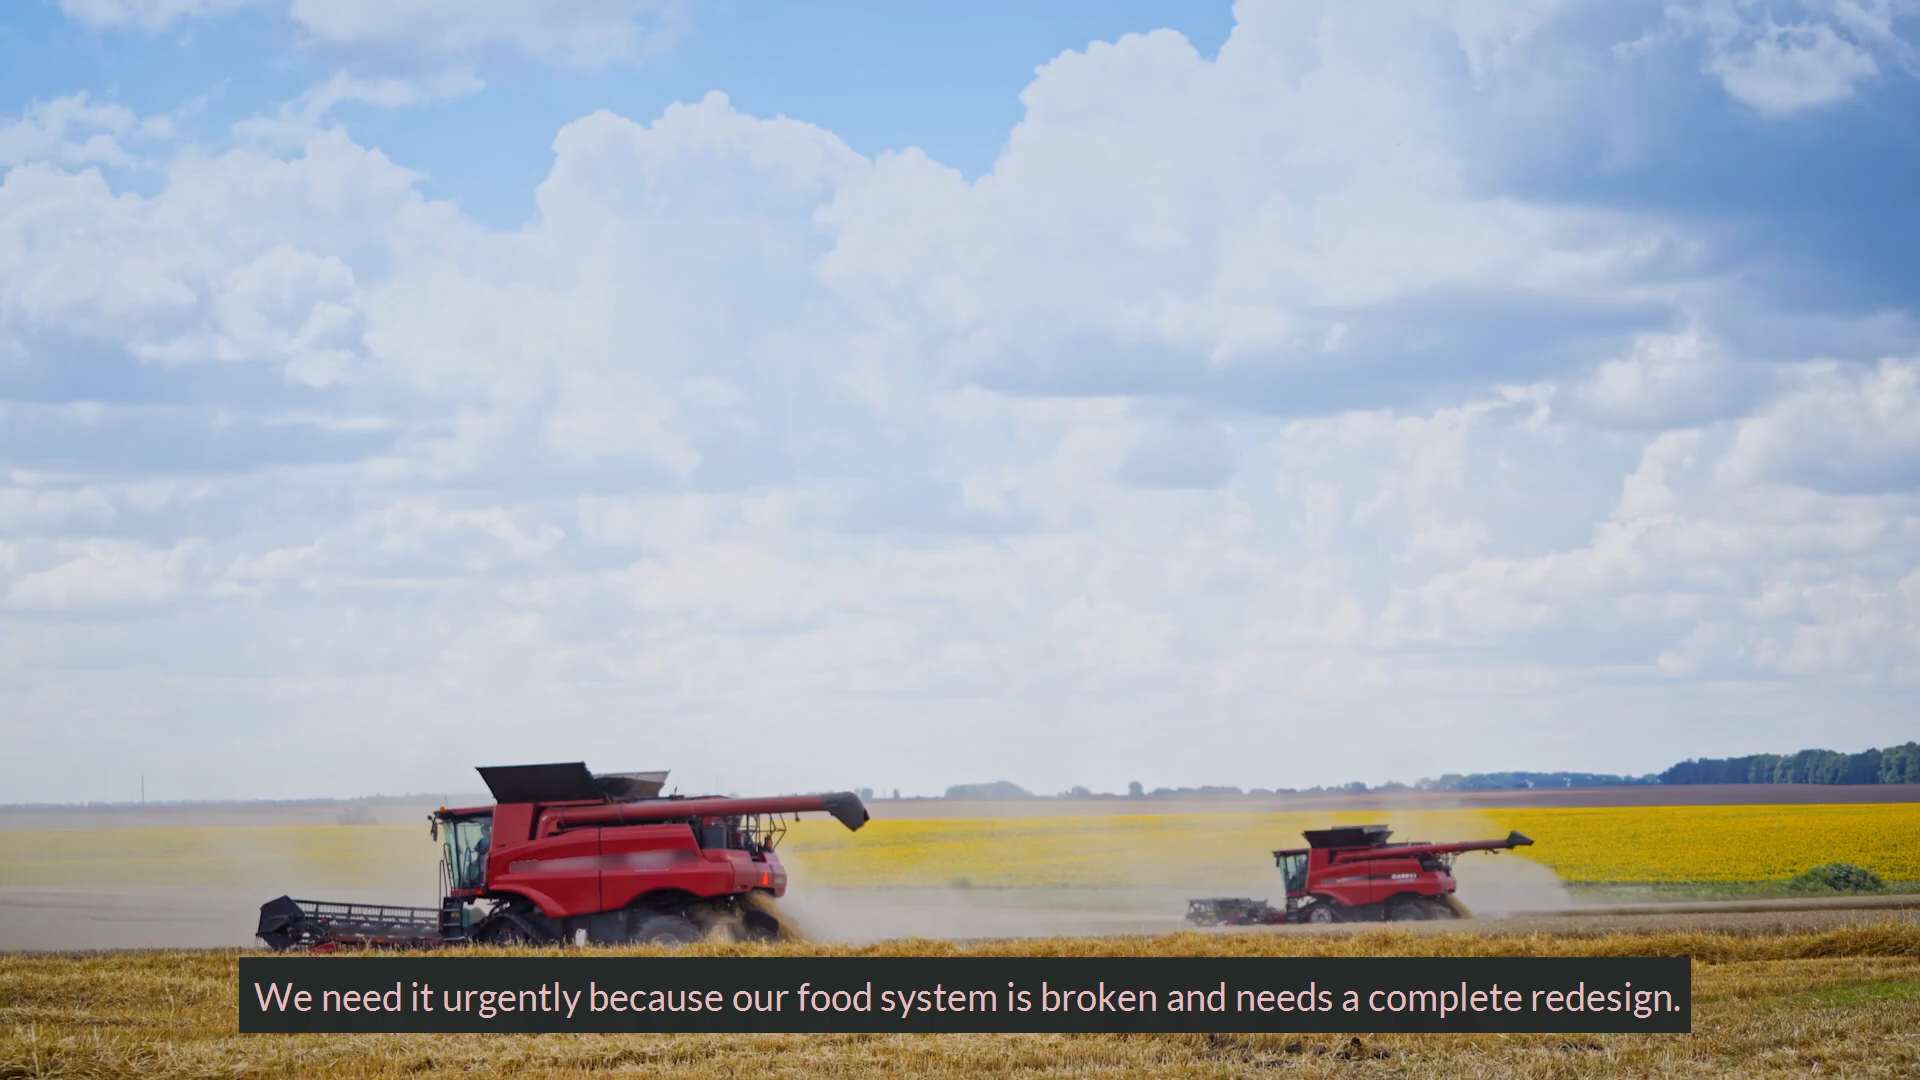 We need it urgently because our food system is broken and needs a complete redesign.